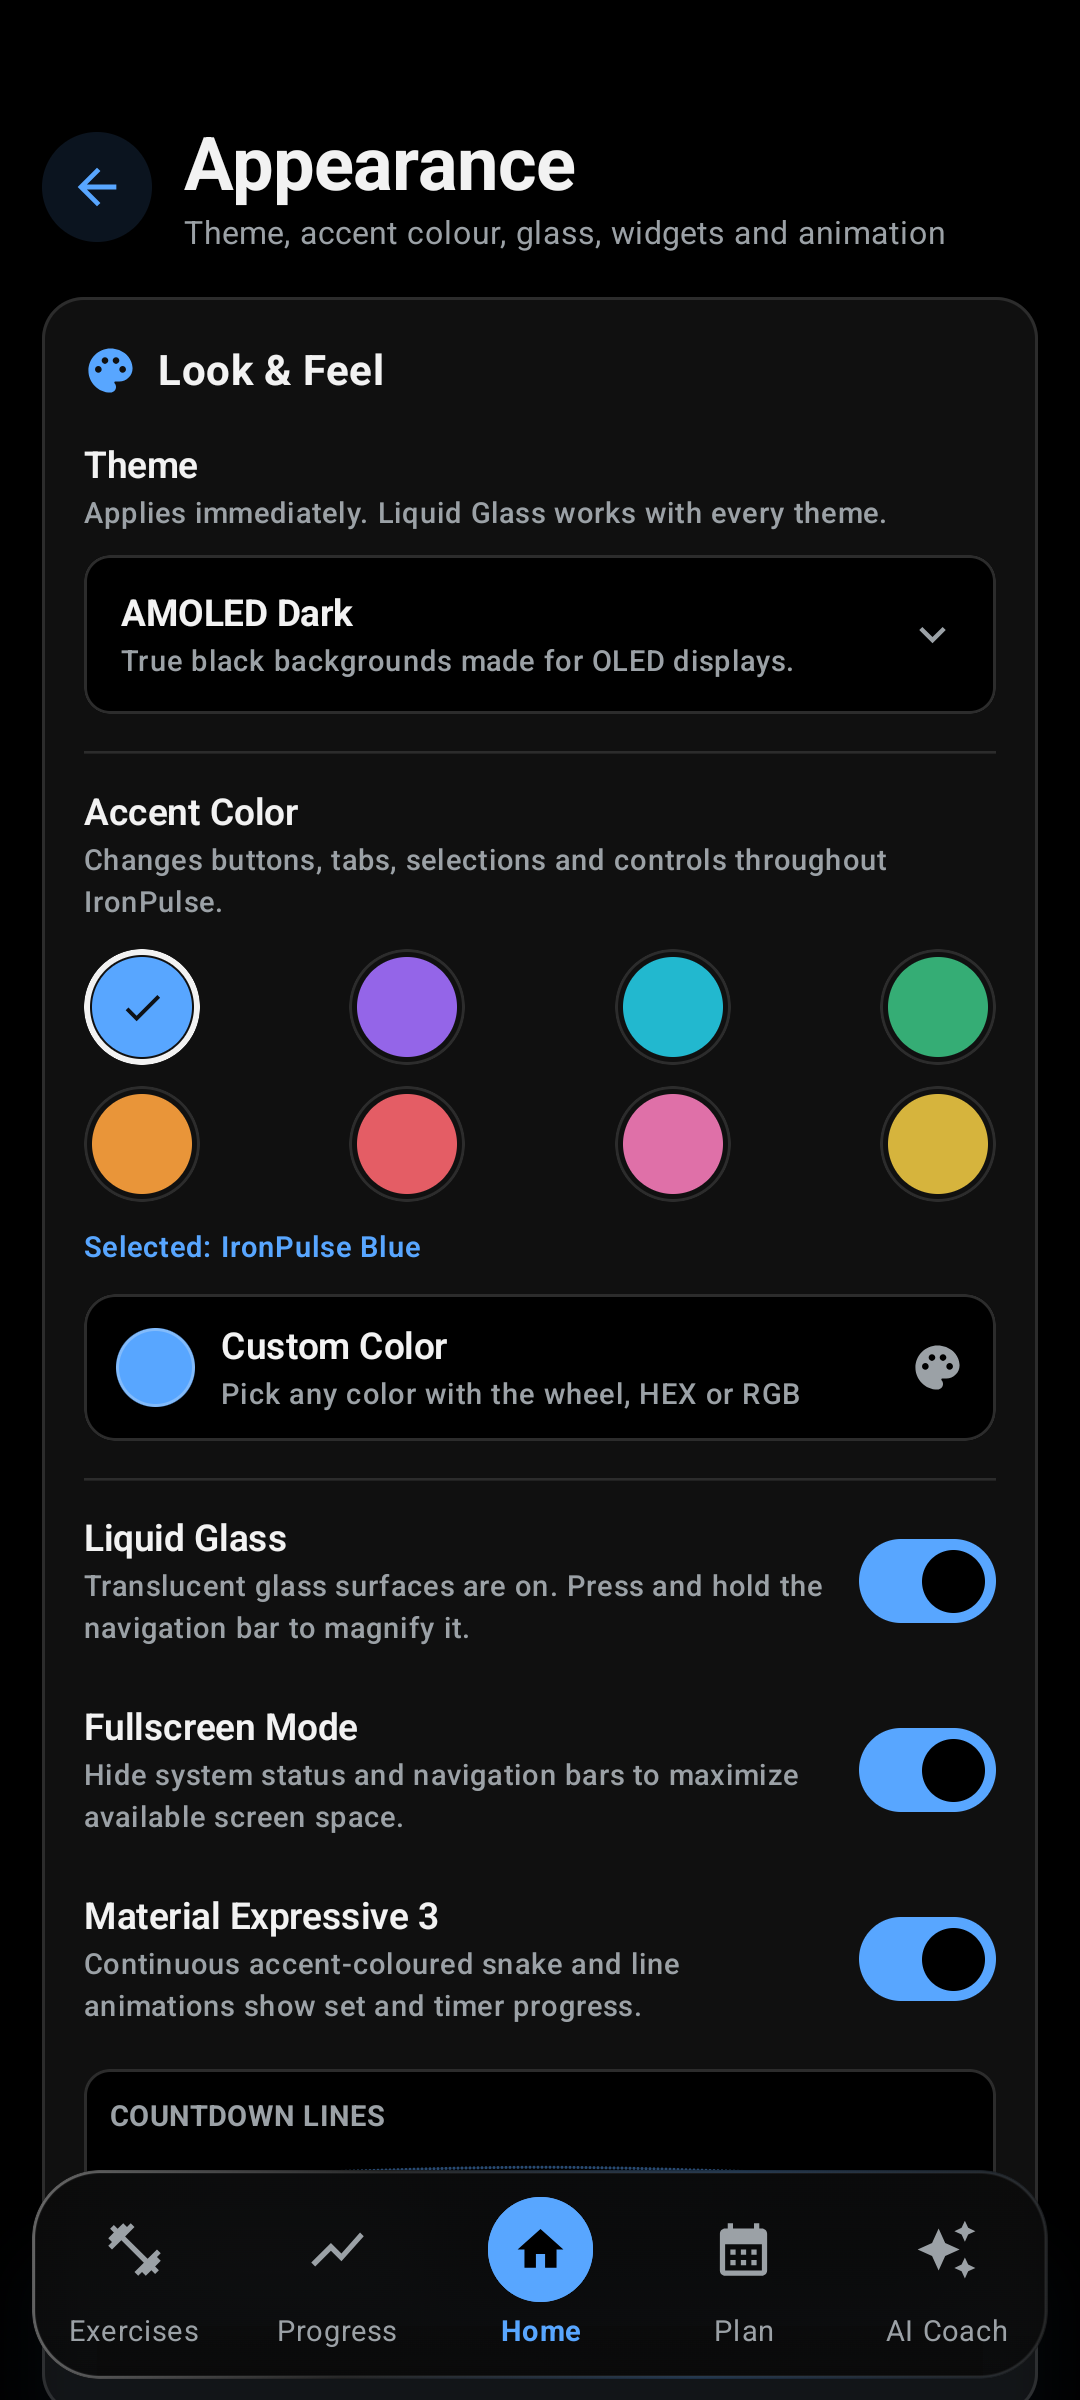 Appearance
Theme, accent colour, glass, widgets and animation
Look & Feel
Theme
Applies immediately. Liquid Glass works with every theme.
AMOLED Dark
True black backgrounds made for OLED displays.
Accent Color
Changes buttons, tabs, selections and controls throughout
IronPulse.
Selected: IronPulse Blue
Custom Color
Pick any color with the wheel, HEX or RGB
Liquid Glass
Translucent glass surfaces are on. Press and hold the
navigation bar to magnify it.
Fullscreen Mode
Hide system status and navigation bars to maximize
available screen space.
Material Expressive 3
Continuous accent-coloured snake and line
animations show set and timer progress.
COUNTDOWN LINES
Exercises
Progress
Home
Plan
AI Coach